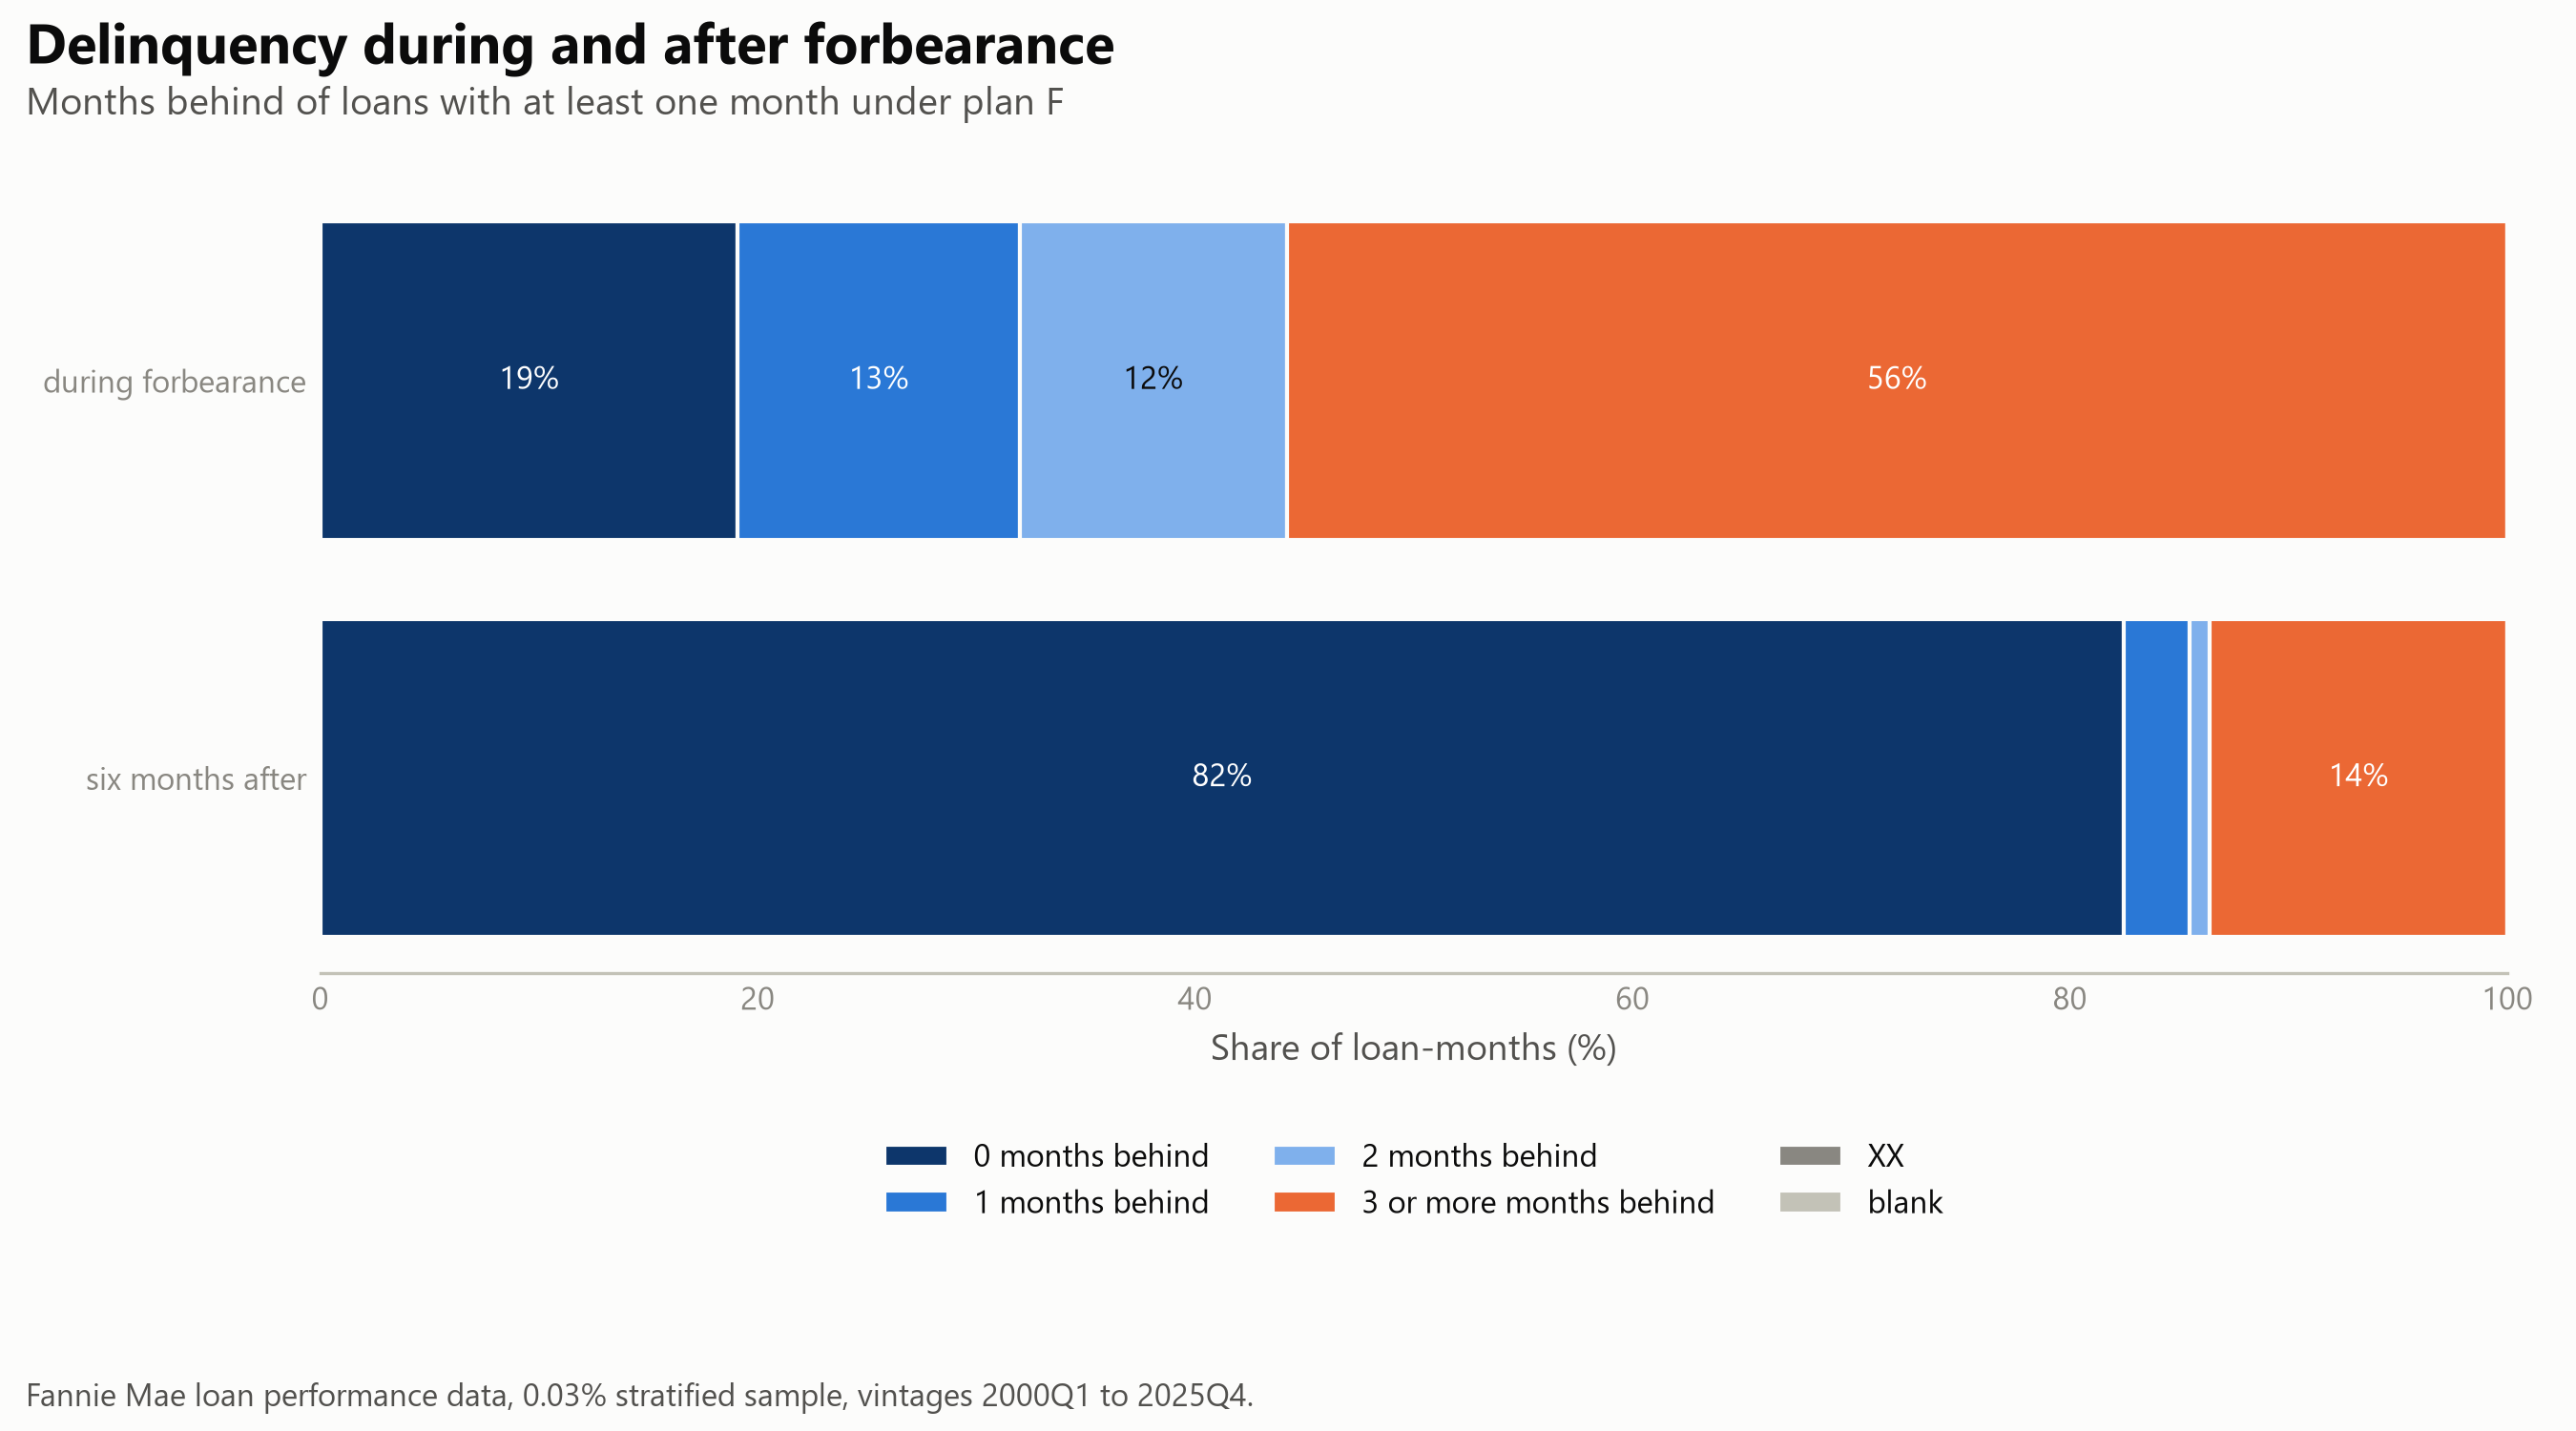 Delinquency during and after forbearance
Months behind of loans with at least one month under plan F
during forbearance
19%
13%
12%
56%
six months after
82%
14%
0
20
40
60
80
100
Share of loan-months (%)
0 months behind
2 months behind
XX
1 months behind
3 or more months behind
blank
Fannie Mae loan performance data, 0.03% stratified sample, vintages 2000Q1 to 2025Q4.